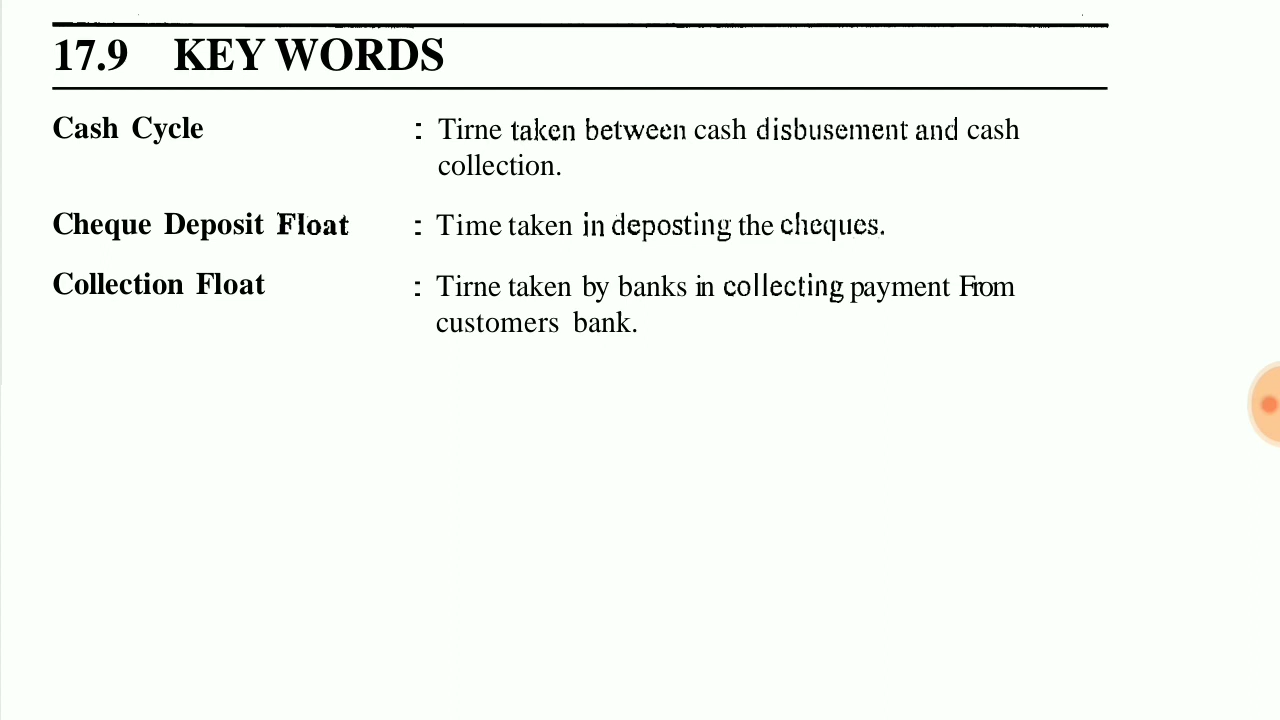 17.9 KEY WORDS
Cash Cycle : Tirne taken between cash disbusement and cash
collection.
Cheque Deposit Float : Time taken in deposting the cheques.
Collection Float : Tirne taken by banks in collecting payment From
customers bank.